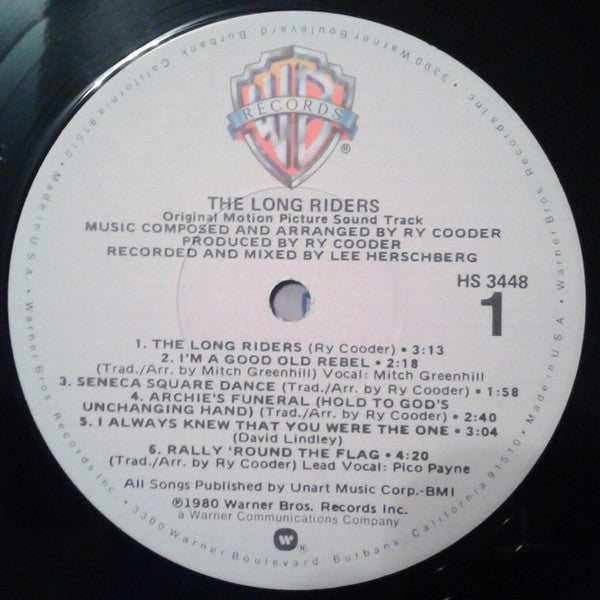 WB
RECORDS
®
THE LONG RIDERS
Original Motion Picture Sound Track
MUSIC COMPOSED AND ARRANGED BY RY COODER
PRODUCED BY RY COODER
RECORDED AND MIXED BY LEE HERSCHBERG
HS 3448
1
1. THE LONG RIDERS (Ry Cooder) • 3:13
2. I'M A GOOD OLD REBEL • 2:18
(Trad./Arr. by Mitch Greenhill) Vocal: Mitch Greenhill
3. SENECA SQUARE DANCE (Trad./Arr. by Ry Cooder) • 1:58
4. ARCHIE'S FUNERAL (HOLD TO GOD'S
UNCHANGING HAND) (Trad./Arr. by Ry Cooder) • 2:40
5. I ALWAYS KNEW THAT YOU WERE THE ONE • 3:04
(David Lindley)
6. RALLY 'ROUND THE FLAG • 4:20
(Trad./Arr. by Ry Cooder) Lead Vocal: Pico Payne
All Songs Published by Unart Music Corp.-BMI
℗1980 Warner Bros. Records Inc.
a Warner Communications Company
W ®
• Warner Bros. Records Inc. • 3300 Warner Boulevard, Burbank, California 91510 • Made in U S A • Warner Bros. Records Inc. • 3300 Warner Boulevard, Burbank, California 91510 • Made in U S A